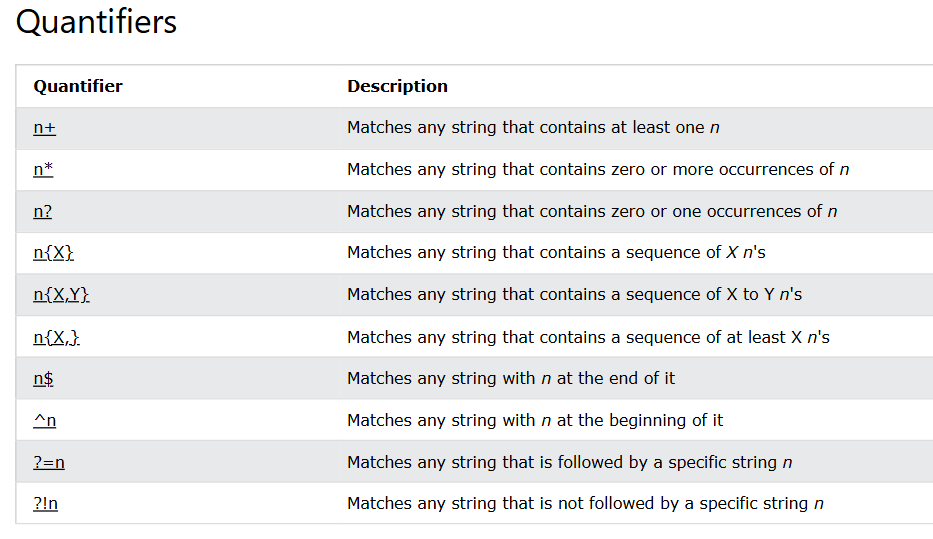 Quantifiers
Quantifier Description
n+ Matches any string that contains at least one n
n* Matches any string that contains zero or more occurrences of n
n? Matches any string that contains zero or one occurrences of n
n{X} Matches any string that contains a sequence of X n's
n{X,Y} Matches any string that contains a sequence of X to Y n's
n{X,} Matches any string that contains a sequence of at least X n's
n$ Matches any string with n at the end of it
^n Matches any string with n at the beginning of it
?=n Matches any string that is followed by a specific string n
?!n Matches any string that is not followed by a specific string n